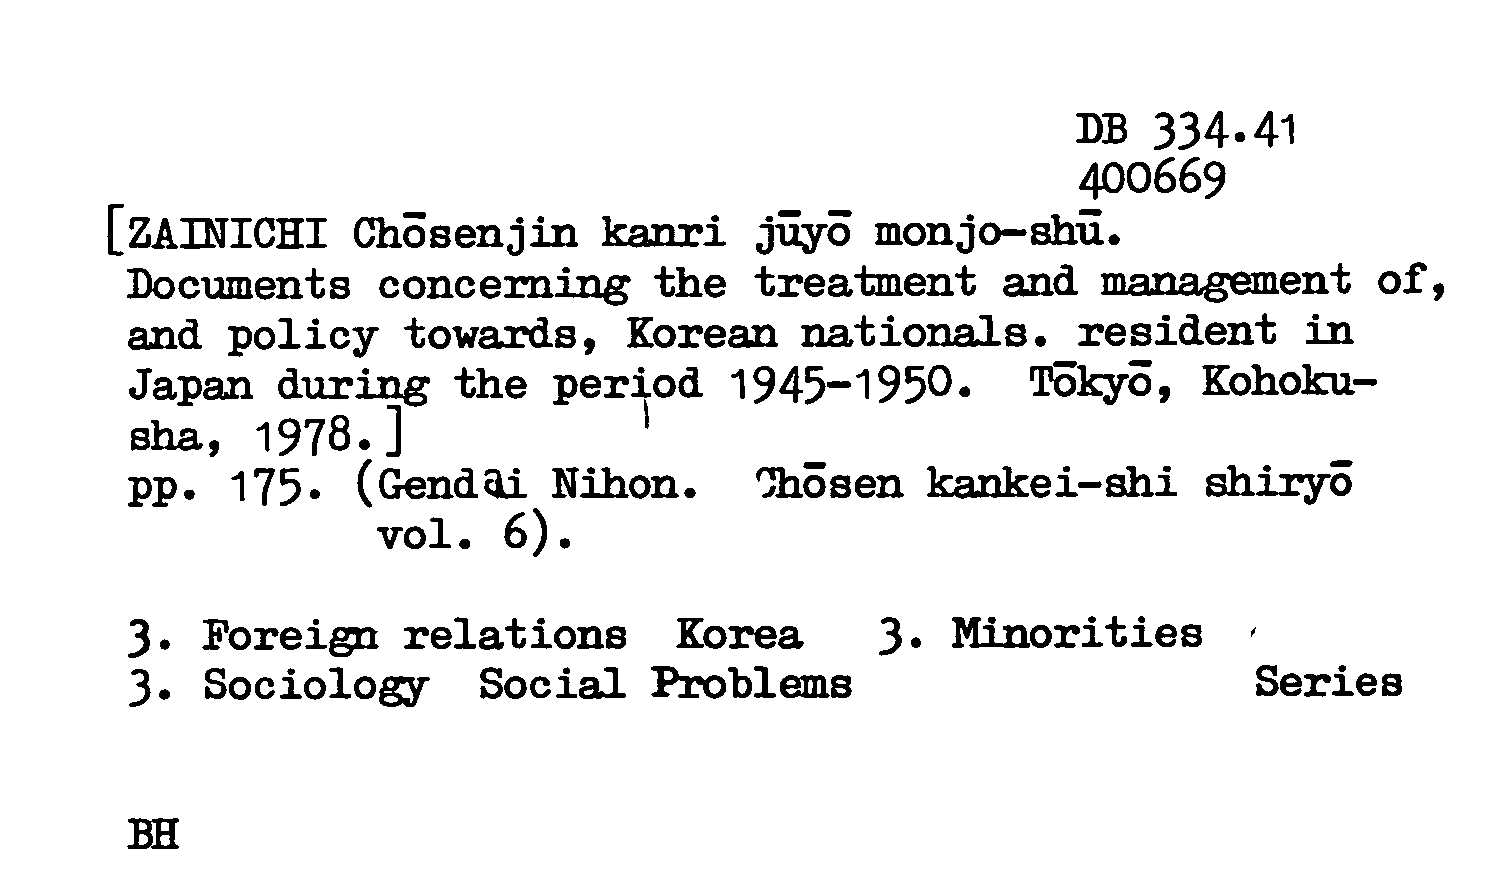 DB 334.41
400669
[ZAINICHI Chōsenjin kanri jūyō monjo-shū.
Documents concerning the treatment and management of,
and policy towards, Korean nationals. resident in
Japan during the period 1945-1950. Tōkyō, Kohoku-
sha, 1978.]
pp. 175. (Gendai Nihon. Chōsen kankei-shi shiryō
vol. 6).
3. Foreign relations Korea 3. Minorities
3. Sociology Social Problems Series
BH